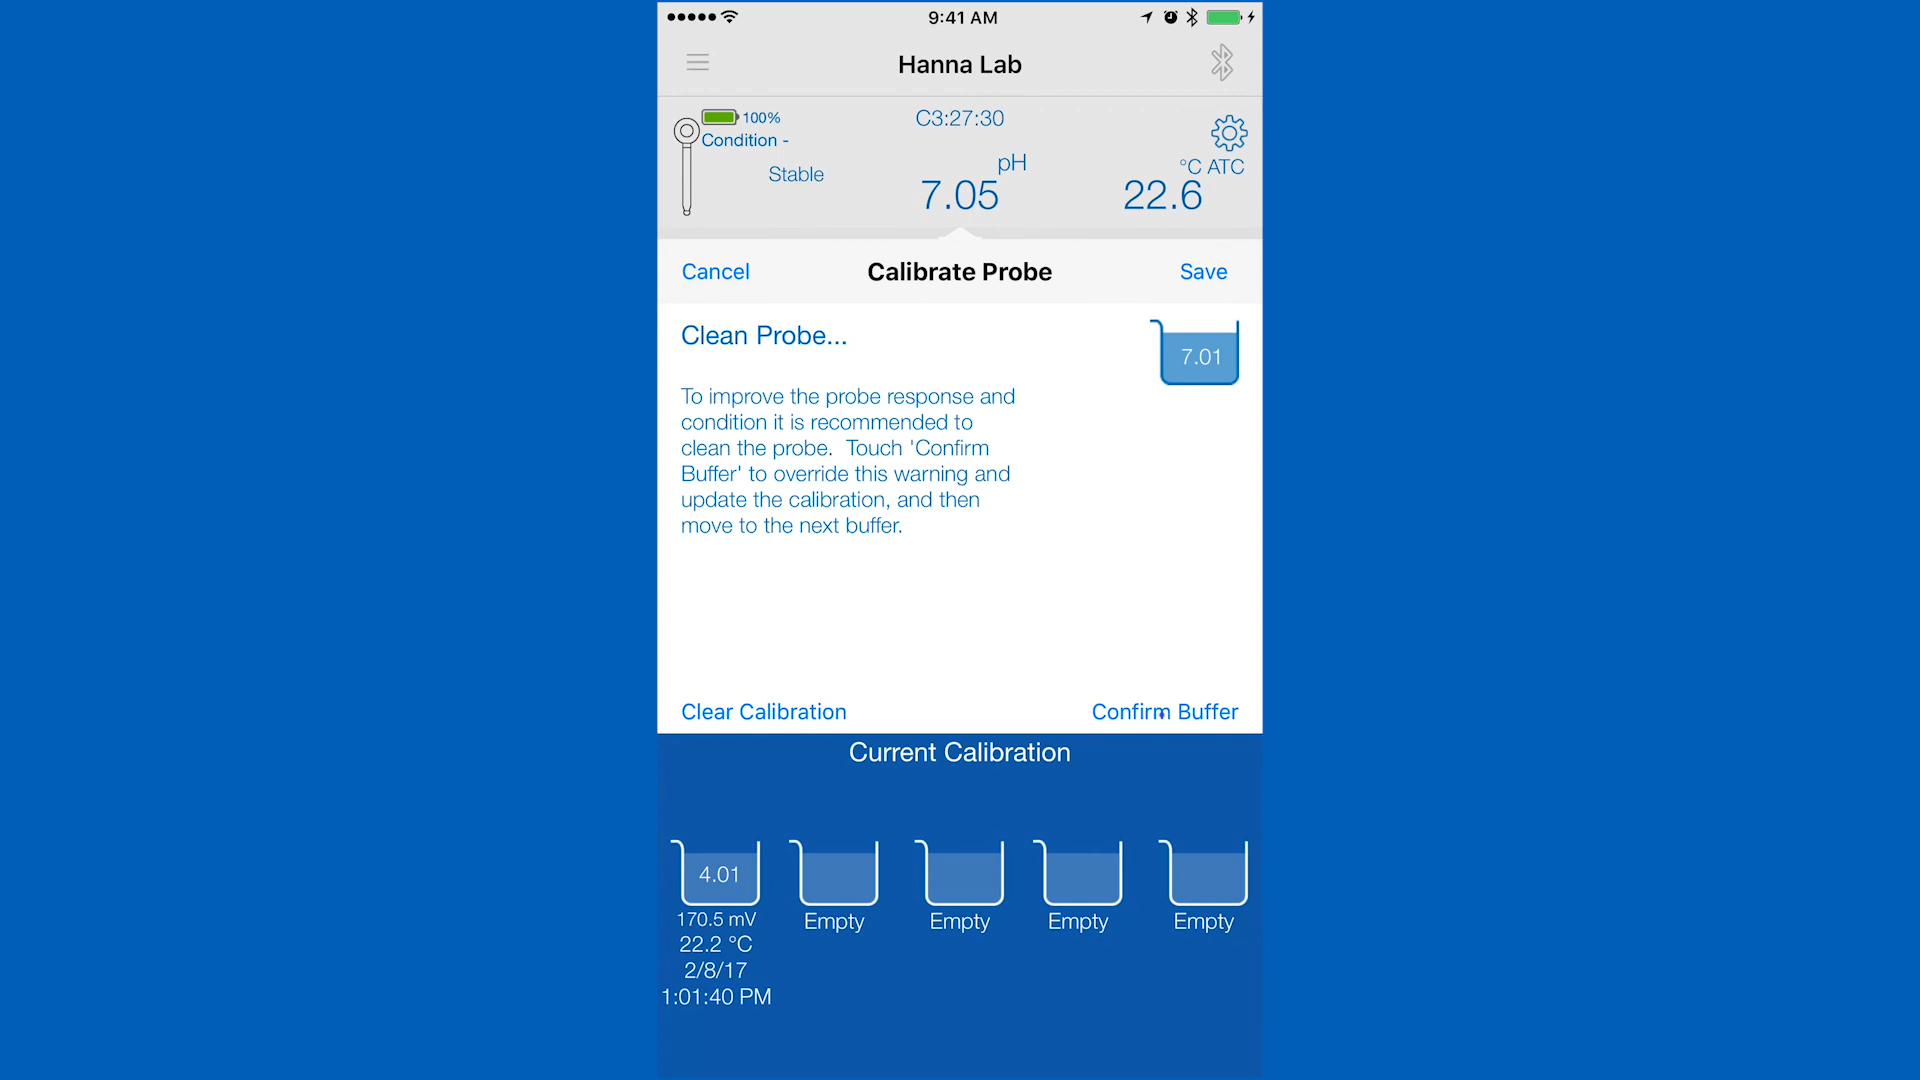 9:41 AM
Hanna Lab
100%
C3:27:30
Condition -
pH
°C ATC
Stable
7.05
22.6
Cancel
Calibrate Probe
Save
Clean Probe...
7.01
To improve the probe response and
condition it is recommended to
clean the probe.  Touch 'Confirm
Buffer' to override this warning and
update the calibration, and then
move to the next buffer.
Clear Calibration
Confirm Buffer
Current Calibration
4.01
170.5 mV
22.2 °C
2/8/17
1:01:40 PM
Empty
Empty
Empty
Empty